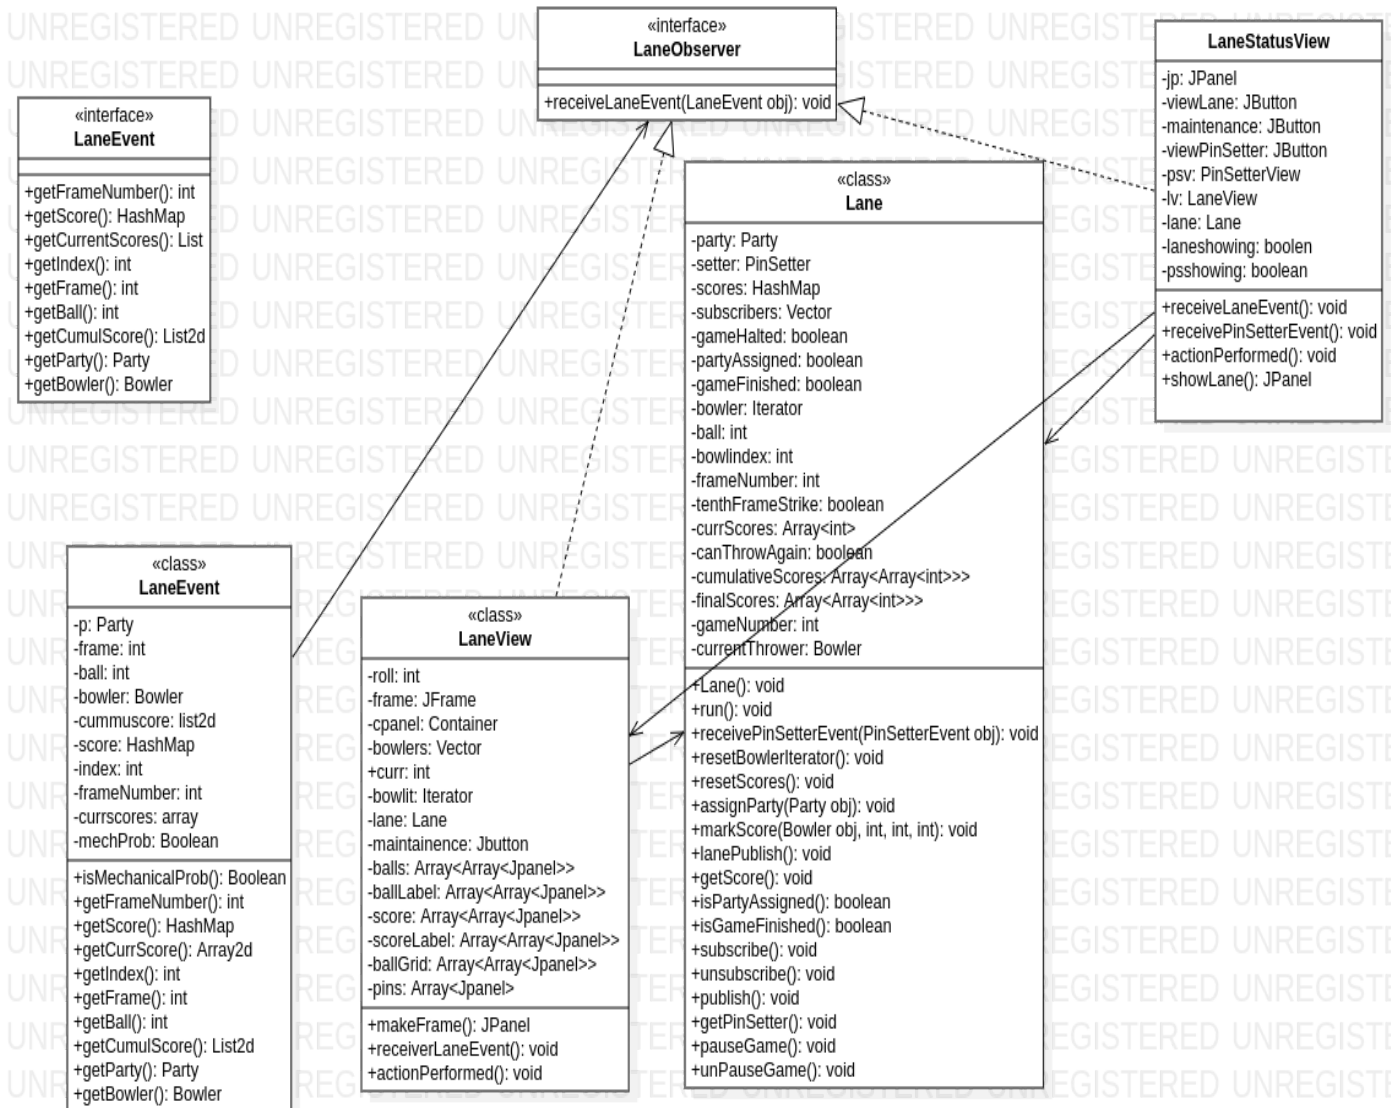 «interface»
LaneObserver
+receiveLaneEvent(LaneEvent obj): void
LaneStatusView
-jp: JPanel
-viewLane: JButton
-maintenance: JButton
-viewPinSetter: JButton
-psv: PinSetterView
-lv: LaneView
-lane: Lane
-laneshowing: boolen
-psshowing: boolean
+receiveLaneEvent(): void
+receivePinSetterEvent(): void
+actionPerformed(): void
+showLane(): JPanel
«interface»
LaneEvent
+getFrameNumber(): int
+getScore(): HashMap
+getCurrentScores(): List
+getIndex(): int
+getFrame(): int
+getBall(): int
+getCumulScore(): List2d
+getParty(): Party
+getBowler(): Bowler
«class»
Lane
-party: Party
-setter: PinSetter
-scores: HashMap
-subscribers: Vector
-gameHalted: boolean
-partyAssigned: boolean
-gameFinished: boolean
-bowler: Iterator
-ball: int
-bowlindex: int
-frameNumber: int
-tenthFrameStrike: boolean
-currScores: Array<int>
-canThrowAgain: boolean
-cumulativeScores: Array<Array<int>>>
-finalScores: Array<Array<int>>>
-gameNumber: int
-currentThrower: Bowler
+Lane(): void
+run(): void
+receivePinSetterEvent(PinSetterEvent obj): void
+resetBowlerIterator(): void
+resetScores(): void
+assignParty(Party obj): void
+markScore(Bowler obj, int, int, int): void
+lanePublish(): void
+getScore(): void
+isPartyAssigned(): boolean
+isGameFinished(): boolean
+subscribe(): void
+unsubscribe(): void
+publish(): void
+getPinSetter(): void
+pauseGame(): void
+unPauseGame(): void
«class»
LaneEvent
-p: Party
-frame: int
-ball: int
-bowler: Bowler
-cummuscore: list2d
-score: HashMap
-index: int
-frameNumber: int
-currscores: array
-mechProb: Boolean
+isMechanicalProb(): Boolean
+getFrameNumber(): int
+getScore(): HashMap
+getCurrScore(): Array2d
+getIndex(): int
+getFrame(): int
+getBall(): int
+getCumulScore(): List2d
+getParty(): Party
+getBowler(): Bowler
«class»
LaneView
-roll: int
-frame: JFrame
-cpanel: Container
-bowlers: Vector
+curr: int
-bowlit: Iterator
-lane: Lane
-maintainence: Jbutton
-balls: Array<Array<Jpanel>>
-ballLabel: Array<Array<Jpanel>>
-score: Array<Array<Jpanel>>
-scoreLabel: Array<Array<Jpanel>>
-ballGrid: Array<Array<Jpanel>>
-pins: Array<Jpanel>
+makeFrame(): JPanel
+receiverLaneEvent(): void
+actionPerformed(): void